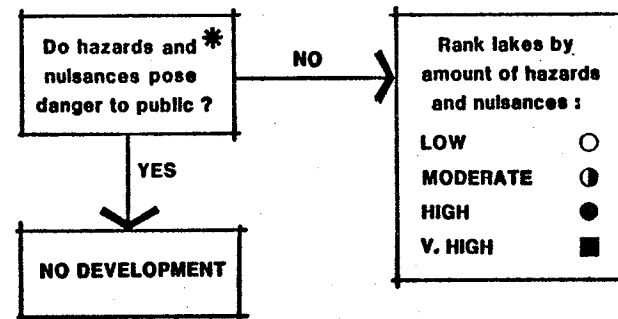 Do hazards and *
nuisances pose
danger to public ?
NO
Rank lakes by
amount of hazards
and nuisances :
LOW ○
MODERATE ◑
HIGH ●
V. HIGH ■
YES
NO DEVELOPMENT